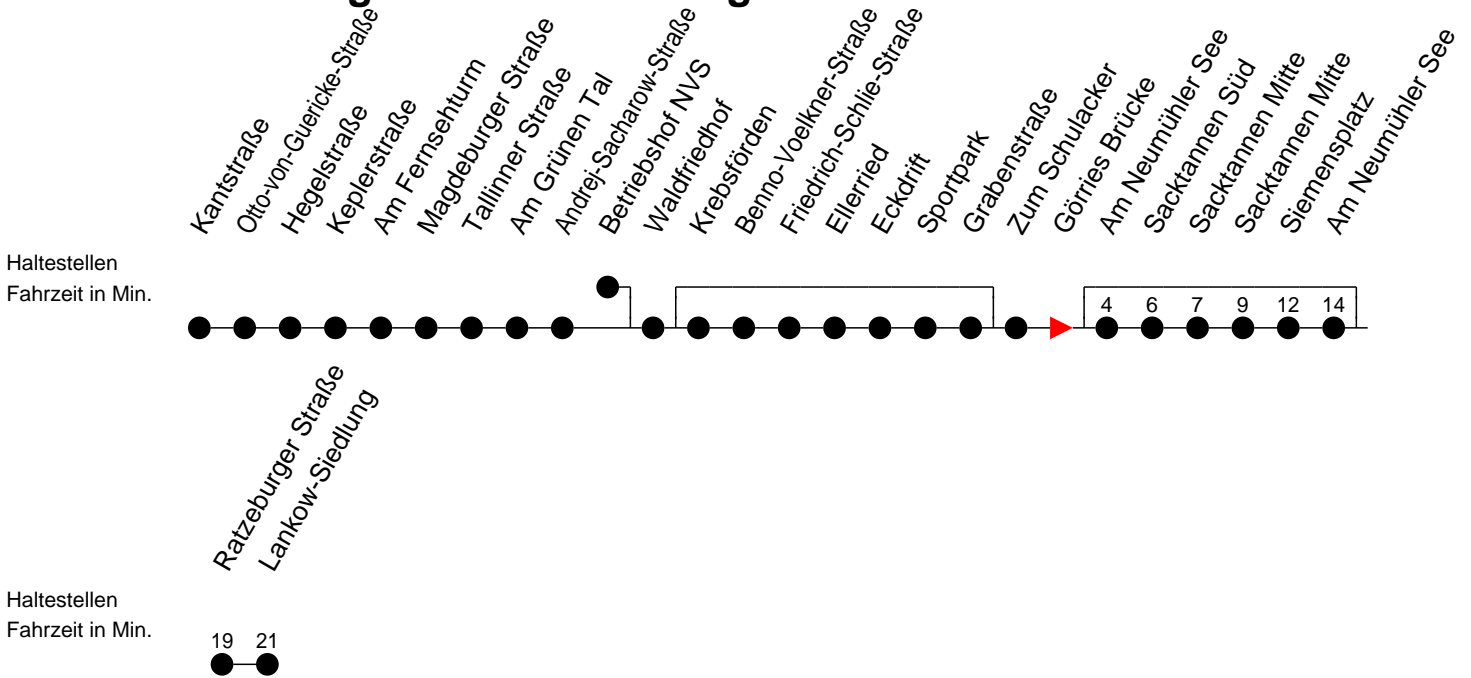 Kantstraße
Otto-von-Guericke-Straße
Hegelstraße
Keplerstraße
Am Fernsehturm
Magdeburger Straße
Tallinner Straße
Am Grünen Tal
Andrej-Sacharow-Straße
Betriebshof NVS
Waldfriedhof
Krebsförden
Benno-Voelkner-Straße
Friedrich-Schlie-Straße
Ellerried
Eckdrift
Sportpark
Grabenstraße
Zum Schulacker
Görries Brücke
Am Neumühler See
Sacktannen Süd
Sacktannen Mitte
Sacktannen Mitte
Siemensplatz
Am Neumühler See
Haltestellen
Fahrzeit in Min.
4 6 7 9 12 14
Ratzeburger Straße
Lankow-Siedlung
Haltestellen
Fahrzeit in Min.
19 21